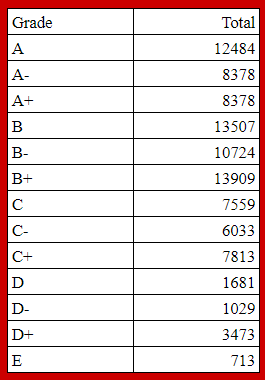 Grade Total
A 12484
A- 8378
A+ 8378
B 13507
B- 10724
B+ 13909
C 7559
C- 6033
C+ 7813
D 1681
D- 1029
D+ 3473
E 713